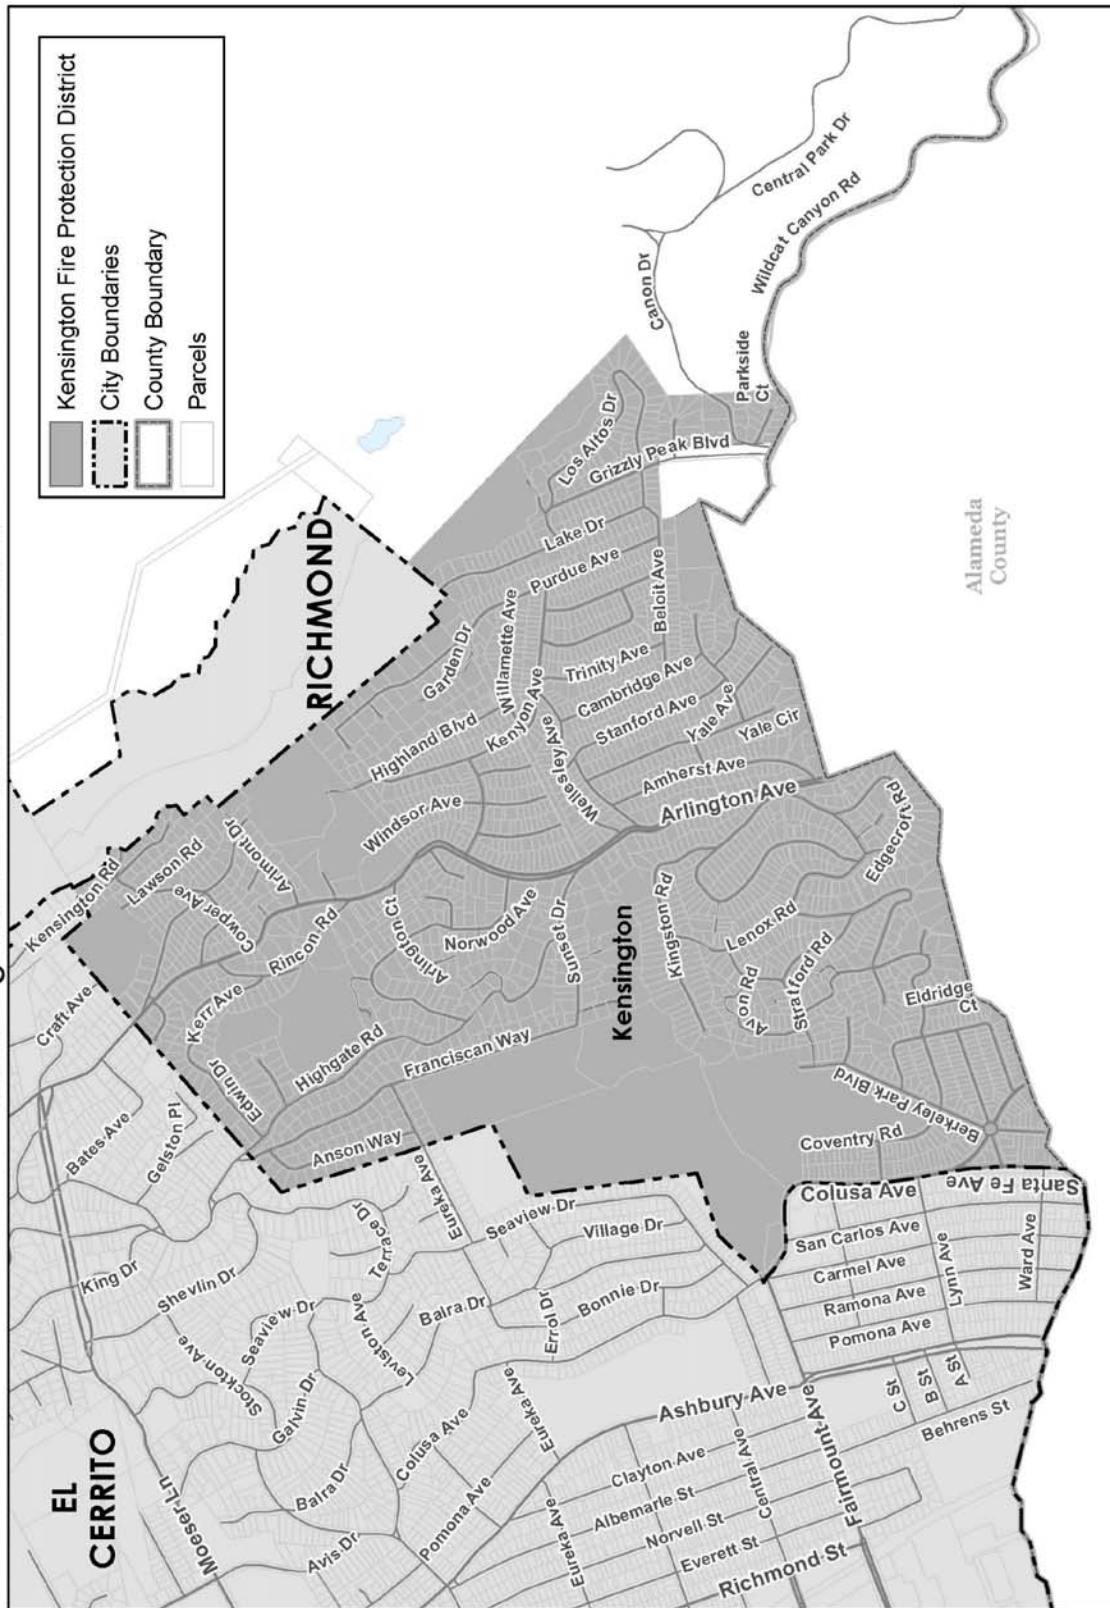 Kensington Fire Protection District
City Boundaries
County Boundary
Parcels
EL
CERRITO
RICHMOND
Kensington
Alameda
County
Kensington Rd
Craft Ave
Lawson Rd
Cowper Ave
Arlmont Dr
Rincon Rd
Kerr Ave
Edwin Dr
Highgate Rd
Arlington Ct
Norwood Ave
Sunset Dr
Franciscan Way
Anson Way
Windsor Ave
Highland Blvd
Garden Dr
Willamette Ave
Kenyon Ave
Wellesley Ave
Trinity Ave
Cambridge Ave
Stanford Ave
Yale Ave
Yale Cir
Amherst Ave
Arlington Ave
Purdue Ave
Lake Dr
Beloit Ave
Los Altos Dr
Grizzly Peak Blvd
Canon Dr
Parkside
Ct
Central Park Dr
Wildcat Canyon Rd
Edgecroft Rd
Kingston Rd
Lenox Rd
Avon Rd
Stratford Rd
Eldridge
Ct
Berkeley Park Blvd
Coventry Rd
Colusa Ave
Santa Fe Ave
San Carlos Ave
Carmel Ave
Ramona Ave
Pomona Ave
Lynn Ave
Ward Ave
C St
B St
A St
Behrens St
Fairmount Ave
Ashbury Ave
Central Ave
Clayton Ave
Albemarle St
Norvell St
Everett St
Richmond St
Eureka Ave
Eureka Ave
Eureka Ave
Seaview Dr
Village Dr
Bonnie Dr
Errol Dr
Balra Dr
Leviston Ave
Terrace Dr
Bates Ave
Gelston Pl
King Dr
Shevlin Dr
Seaview Dr
Stockton Ave
Galvin Dr
Balra Dr
Colusa Ave
Pomona Ave
Avis Dr
Moeser Ln